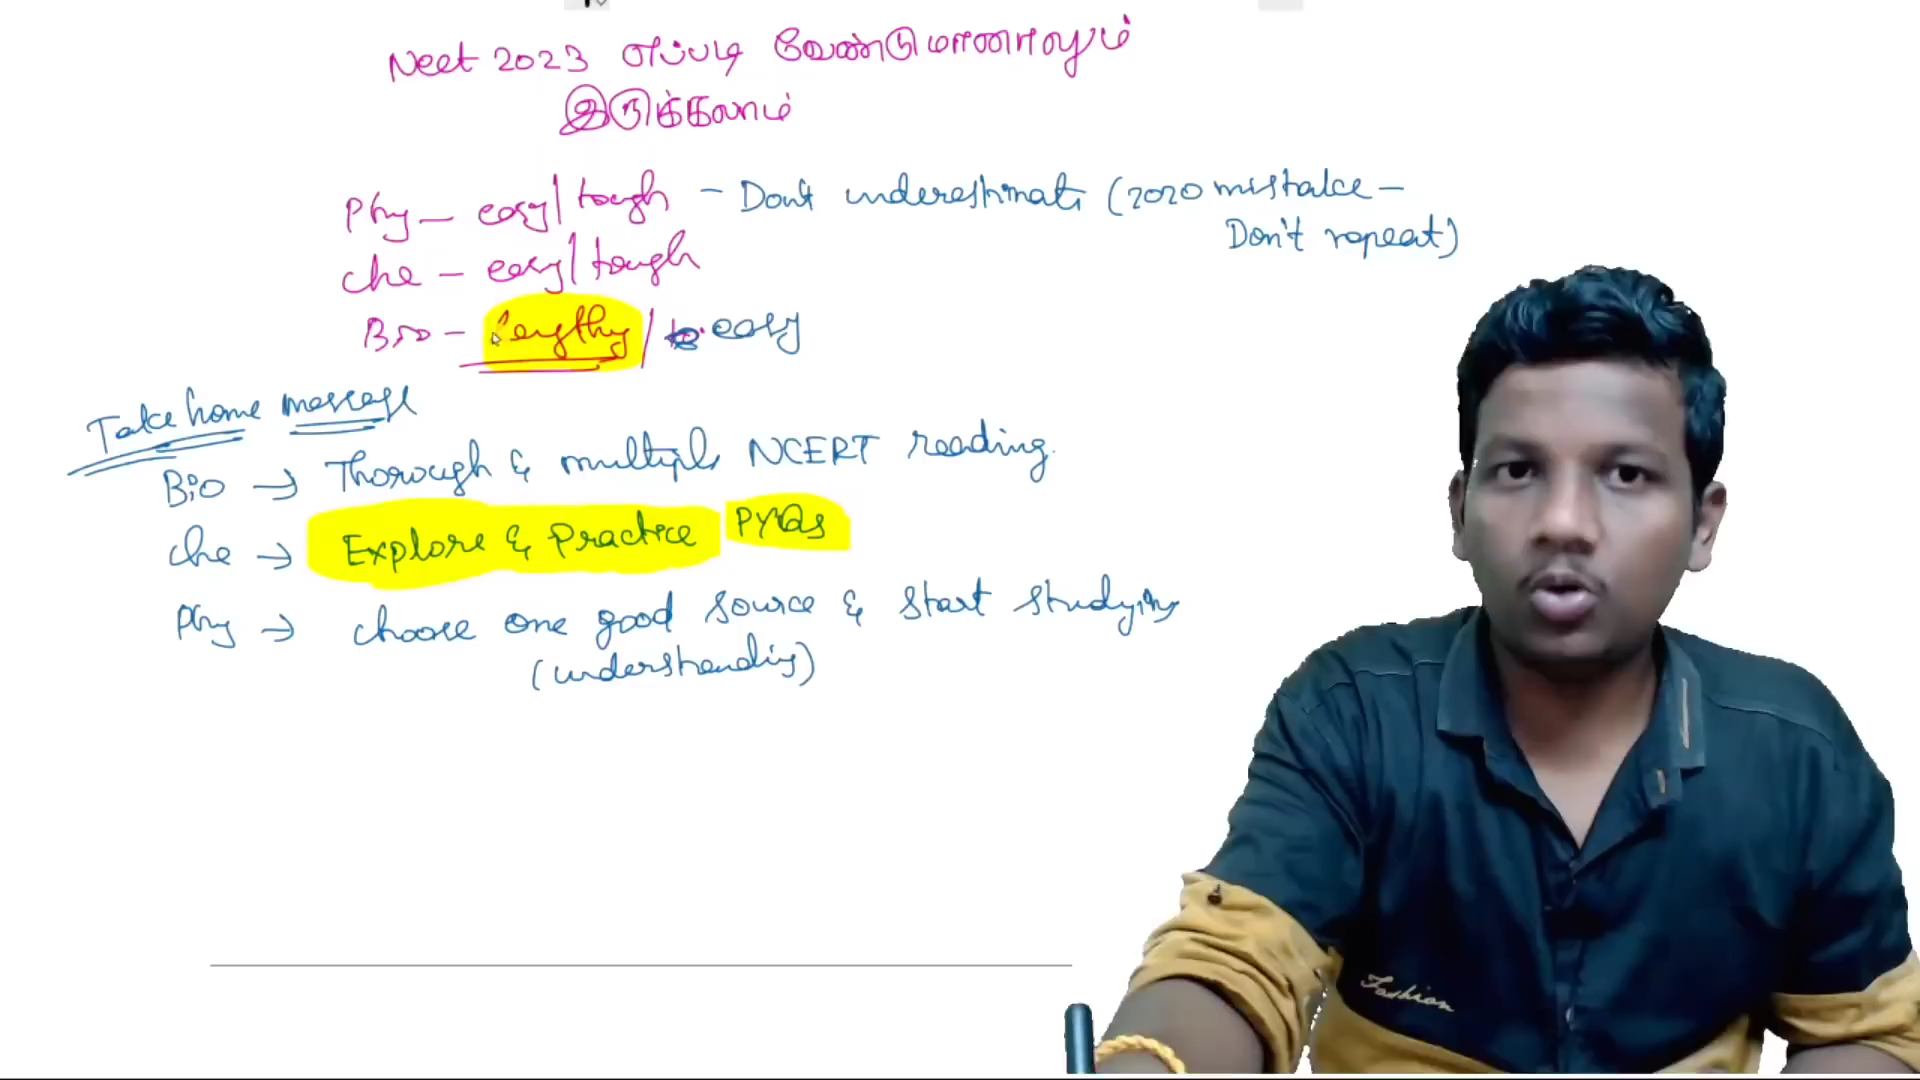 Neet 2023 எப்படி வேண்டுமானாலும்
இருக்கலாம்
Phy – easy/tough – Don't underestimate (2020 mistake –
Don't repeat)
che – easy/tough
Bio – Lengthy / easy
Take home message
Bio → Thorough & multiple NCERT reading.
che → Explore & Practice PYQs
Phy → choose one good source & start studying
(understanding)
Fashion